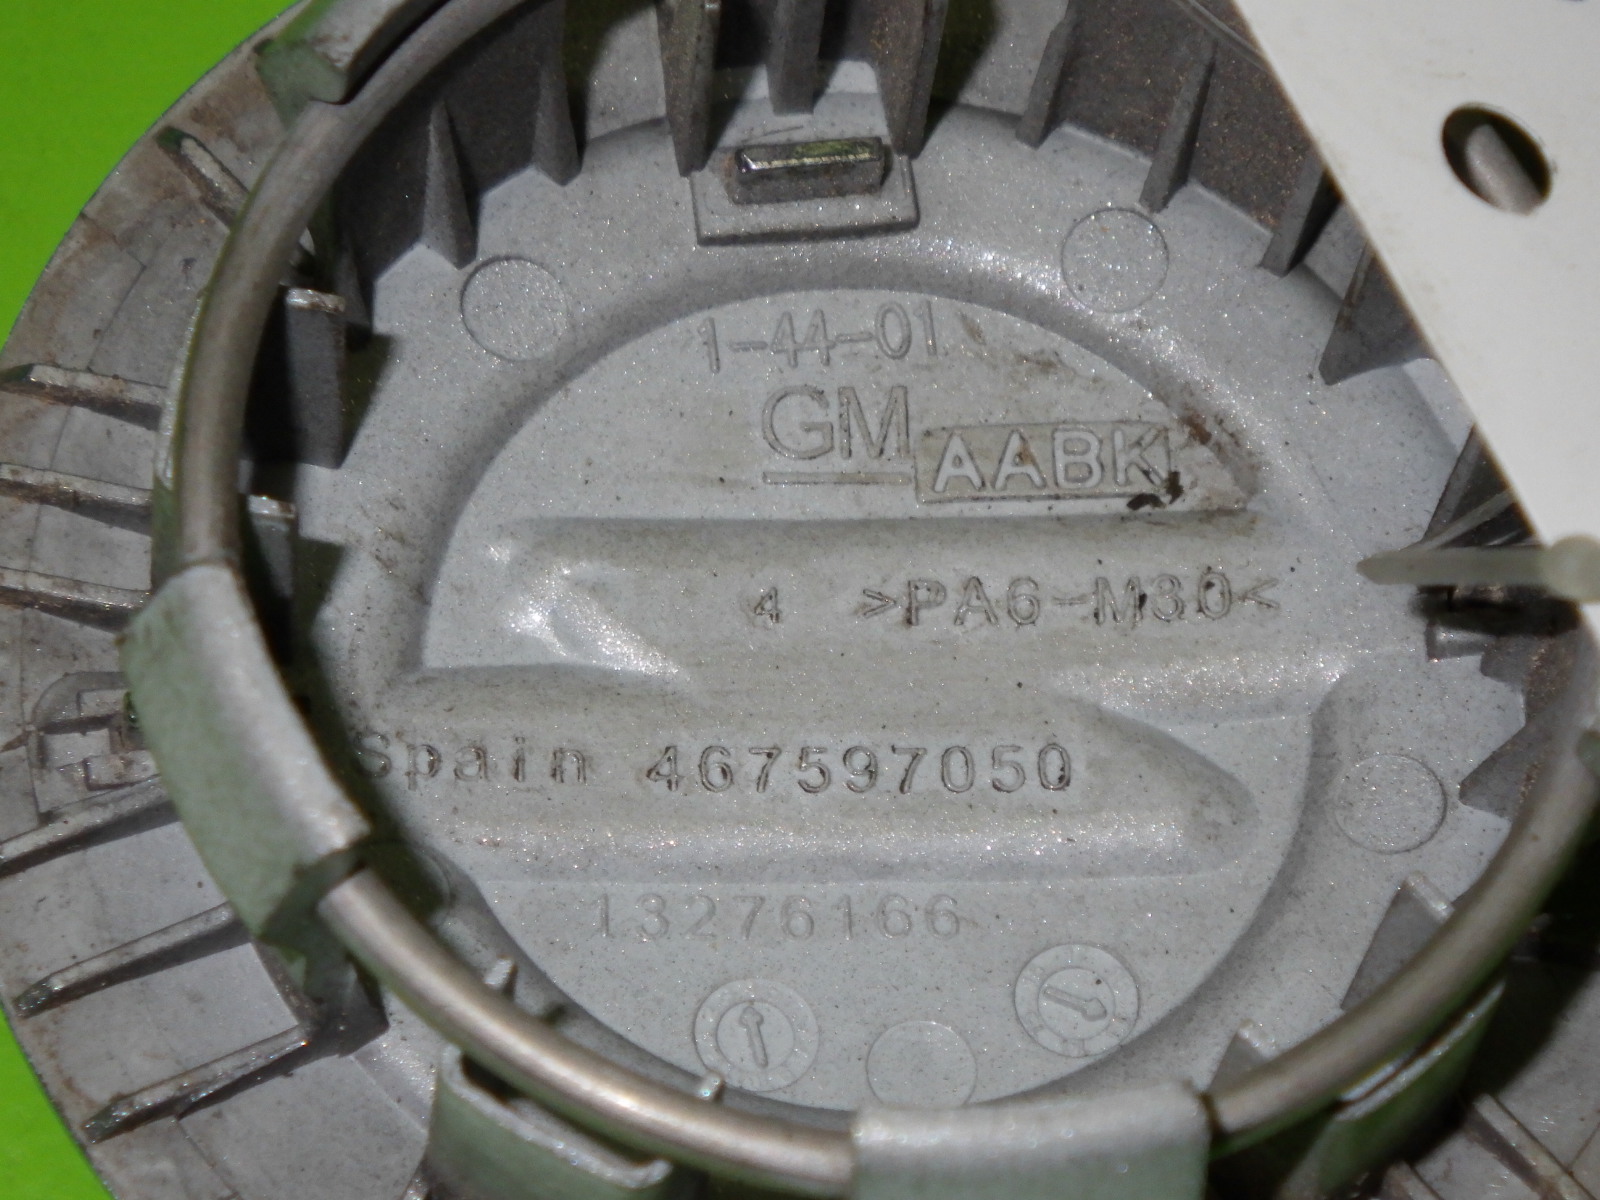 1-44-01
GM AABK
4 >PA6-M30<
Spain 467597050
13276166